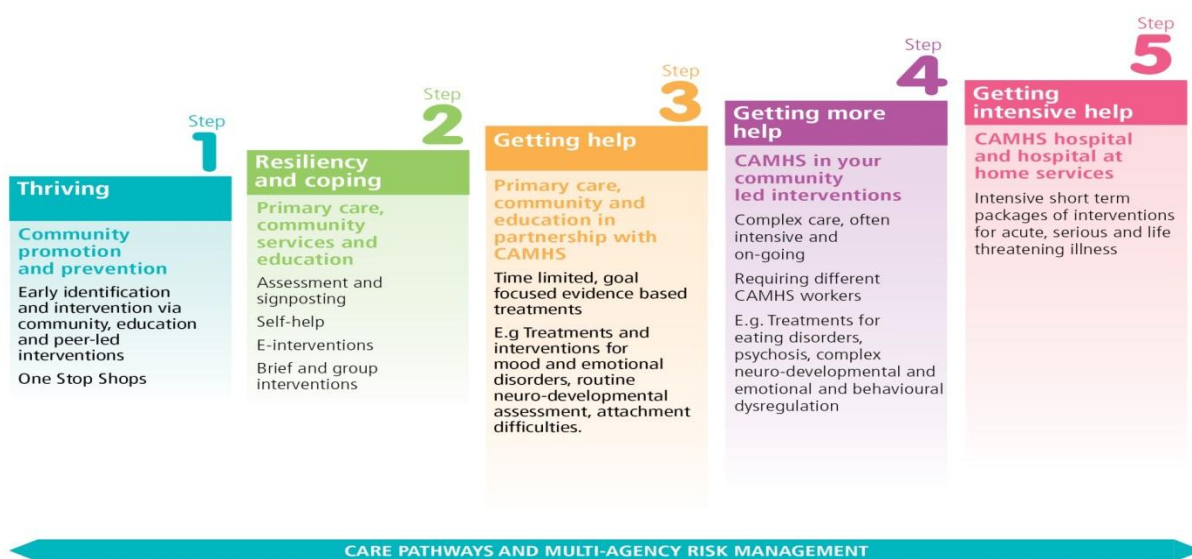 Step
1
Thriving
Community
promotion
and prevention
Early identification
and intervention via
community, education
and peer-led
interventions
One Stop Shops
Step
2
Resiliency
and coping
Primary care,
community
services and
education
Assessment and
signposting
Self-help
E-interventions
Brief and group
interventions
Step
3
Getting help
Primary care,
community and
education in
partnership with
CAMHS
Time limited, goal
focused evidence based
treatments
E.g Treatments and
interventions for
mood and emotional
disorders, routine
neuro-developmental
assessment, attachment
difficulties.
Step
4
Getting more
help
CAMHS in your
community
led interventions
Complex care, often
intensive and
on-going
Requiring different
CAMHS workers
E.g. Treatments for
eating disorders,
psychosis, complex
neuro-developmental and
emotional and behavioural
dysregulation
Step
5
Getting
intensive help
CAMHS hospital
and hospital at
home services
Intensive short term
packages of interventions
for acute, serious and life
threatening illness
CARE PATHWAYS AND MULTI-AGENCY RISK MANAGEMENT